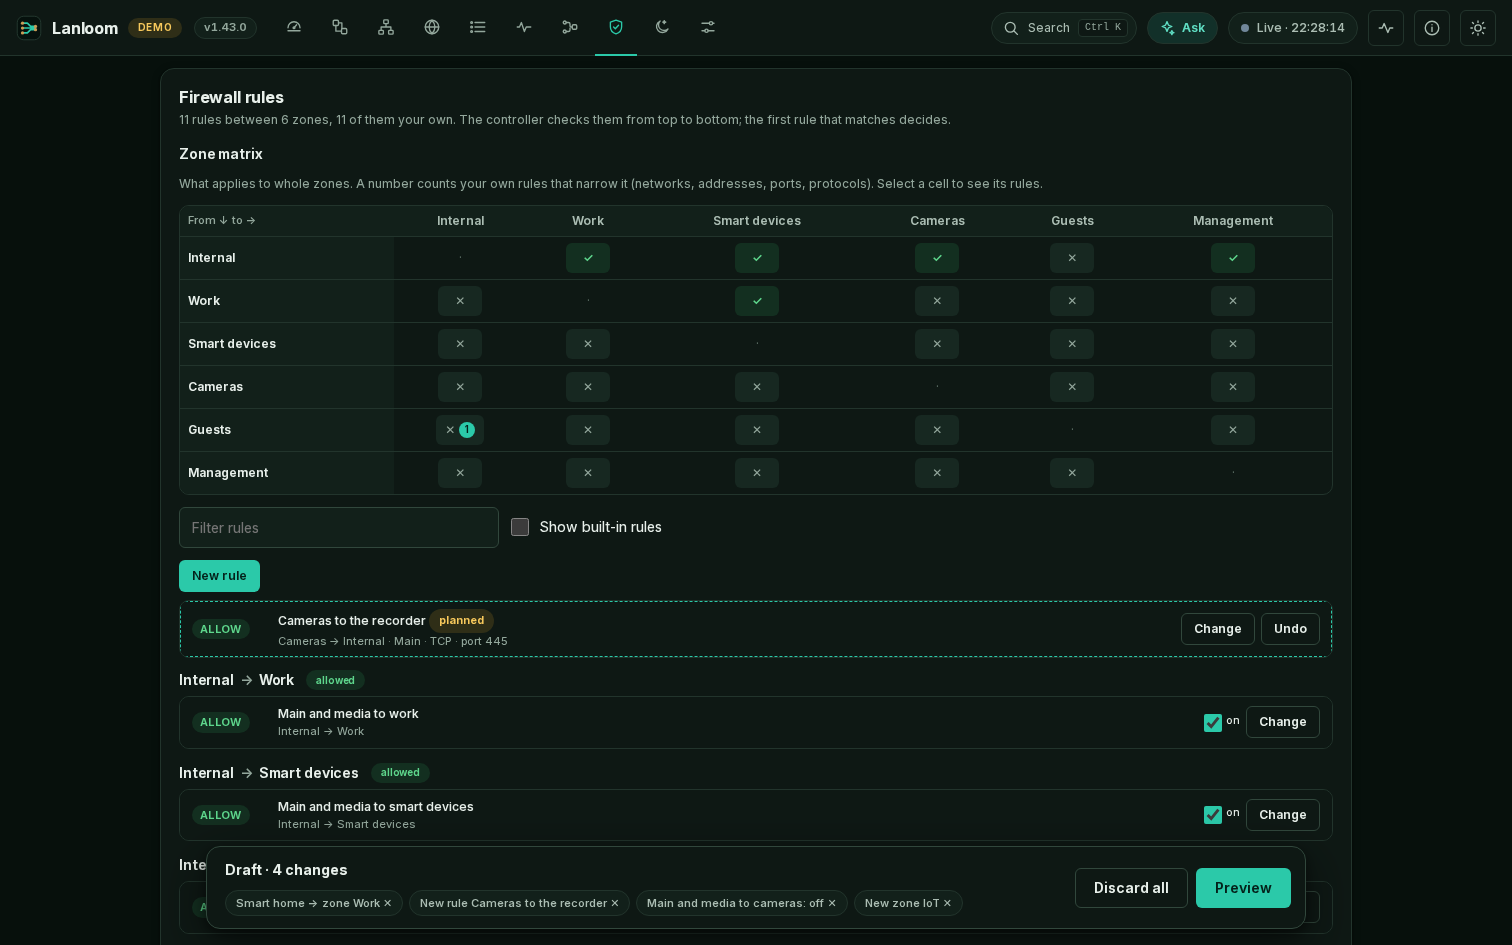 Lanloom DEMO v1.43.0 Search Ctrl K Ask Live · 22:28:14
Firewall rules
11 rules between 6 zones, 11 of them your own. The controller checks them from top to bottom; the first rule that matches decides.
Zone matrix
What applies to whole zones. A number counts your own rules that narrow it (networks, addresses, ports, protocols). Select a cell to see its rules.
From ↓ to → Internal Work Smart devices Cameras Guests Management
Internal · ✓ ✓ ✓ ✕ ✓
Work ✕ · ✓ ✕ ✕ ✕
Smart devices ✕ ✕ · ✕ ✕ ✕
Cameras ✕ ✕ ✕ · ✕ ✕
Guests ✕ 1 ✕ ✕ ✕ · ✕
Management ✕ ✕ ✕ ✕ ✕ ·
Filter rules Show built-in rules
New rule
ALLOW Cameras to the recorder planned Change Undo
Cameras → Internal · Main · TCP · port 445
Internal → Work allowed
ALLOW Main and media to work on Change
Internal → Work
Internal → Smart devices allowed
ALLOW Main and media to smart devices on Change
Internal → Smart devices
Inte
Draft · 4 changes Discard all Preview
Smart home → zone Work ✕ New rule Cameras to the recorder ✕ Main and media to cameras: off ✕ New zone IoT ✕